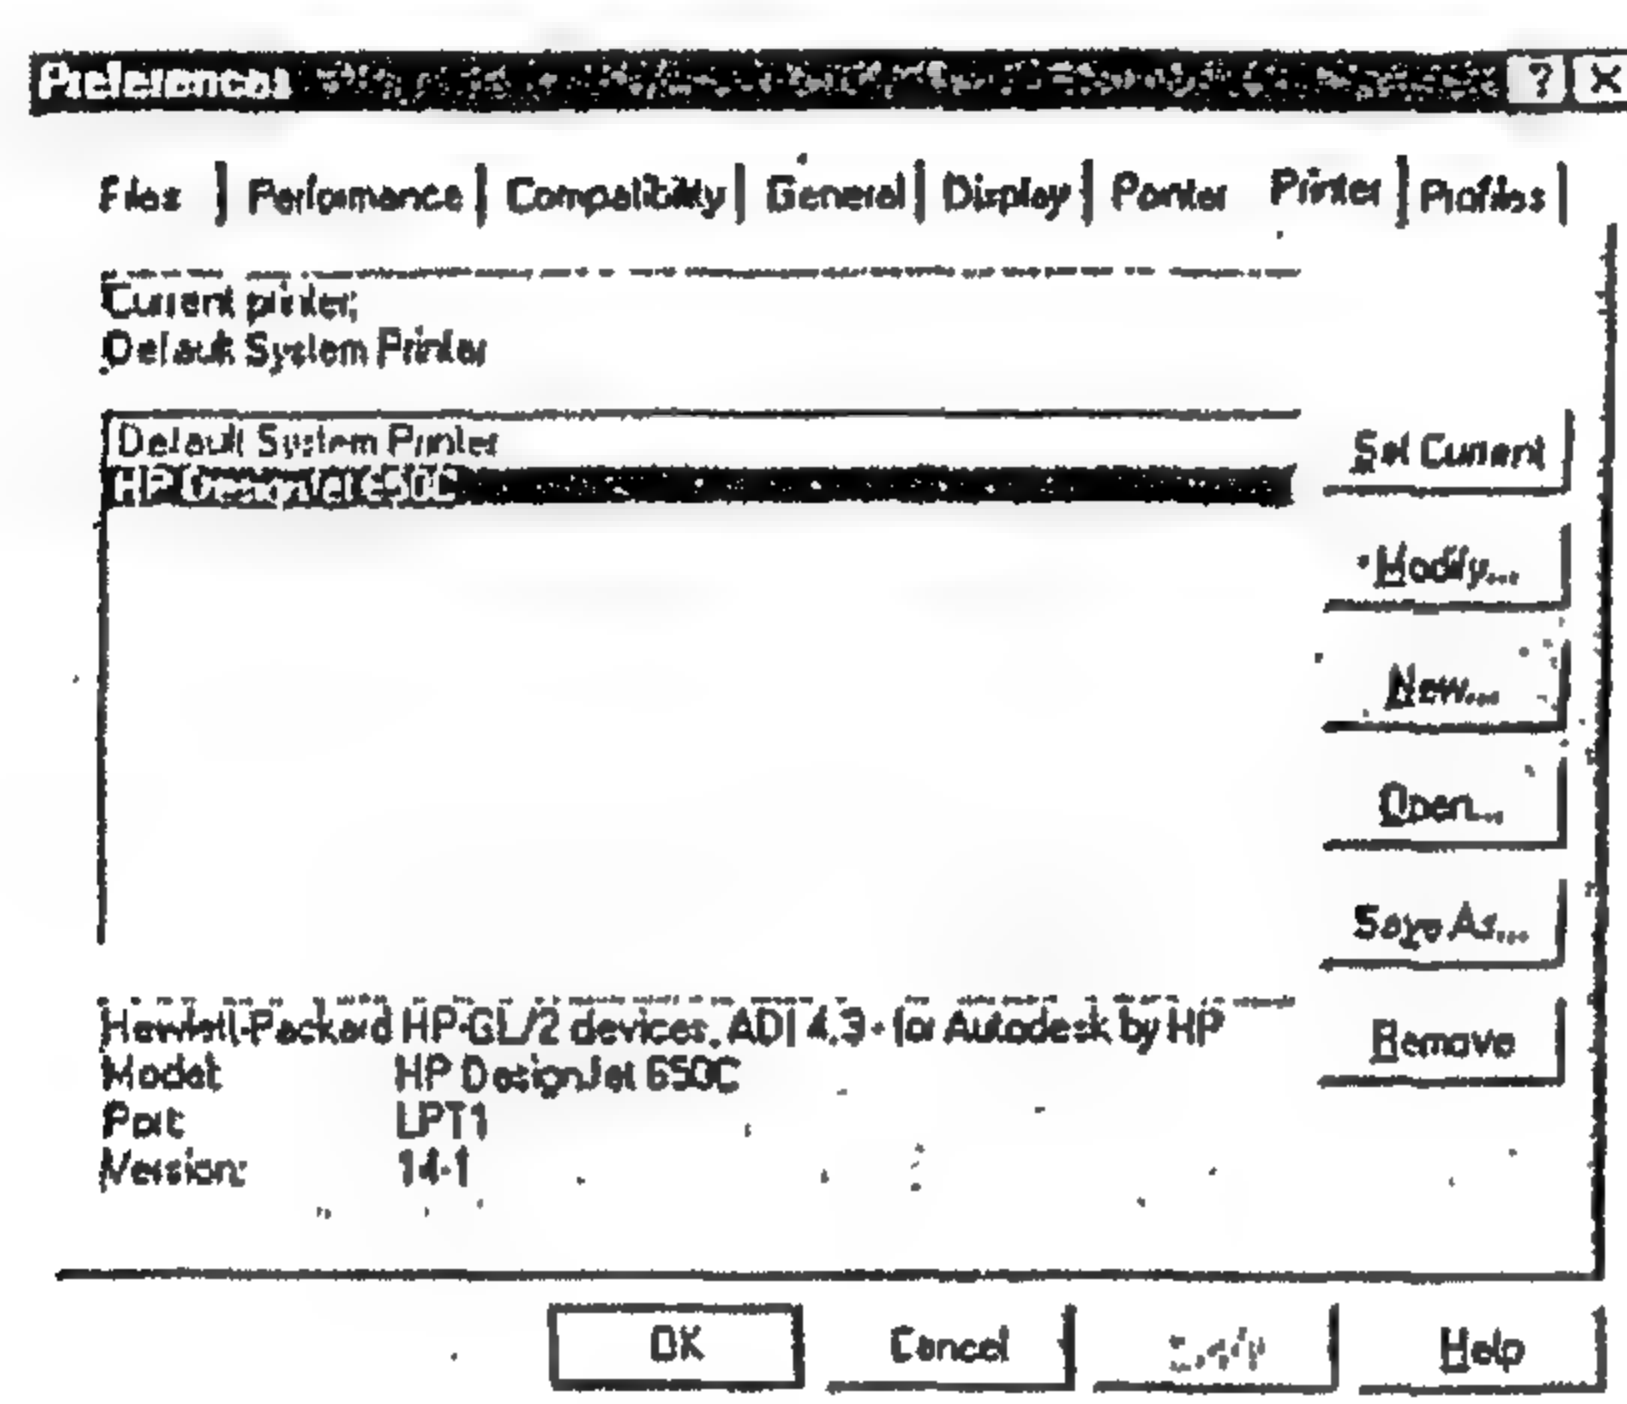 Preferences
Files Performance Compatibility General Display Pointer Printer Profiles
Current printer:
Default System Printer
Default System Printer
HP DesignJet 650C
Set Current
Modify...
New...
Open...
Save As...
Remove
Hewlett-Packard HP-GL/2 devices, ADI 4.3 - for Autodesk by HP
Model: HP DesignJet 650C
Port: LPT1
Version: 14-1
OK Cancel Help